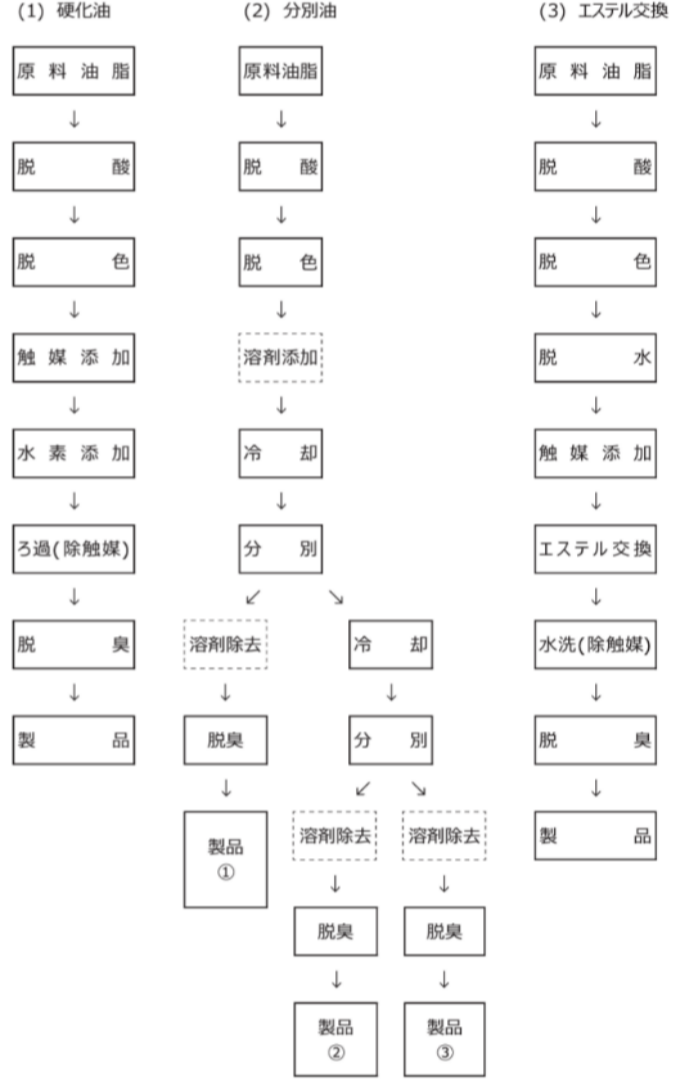 (1) 硬化油
原料油脂
↓
脱酸
↓
脱色
↓
触媒添加
↓
水素添加
↓
ろ過(除触媒)
↓
脱臭
↓
製品
(2) 分別油
原料油脂
↓
脱酸
↓
脱色
↓
溶剤添加
↓
冷却
↓
分別
↙ ↘
溶剤除去 冷却
↓ ↓
脱臭 分別
↓ ↙ ↘
製品
①
溶剤除去 溶剤除去
↓ ↓
脱臭 脱臭
↓ ↓
製品 製品
② ③
(3) エステル交換
原料油脂
↓
脱酸
↓
脱色
↓
脱水
↓
触媒添加
↓
エステル交換
↓
水洗(除触媒)
↓
脱臭
↓
製品